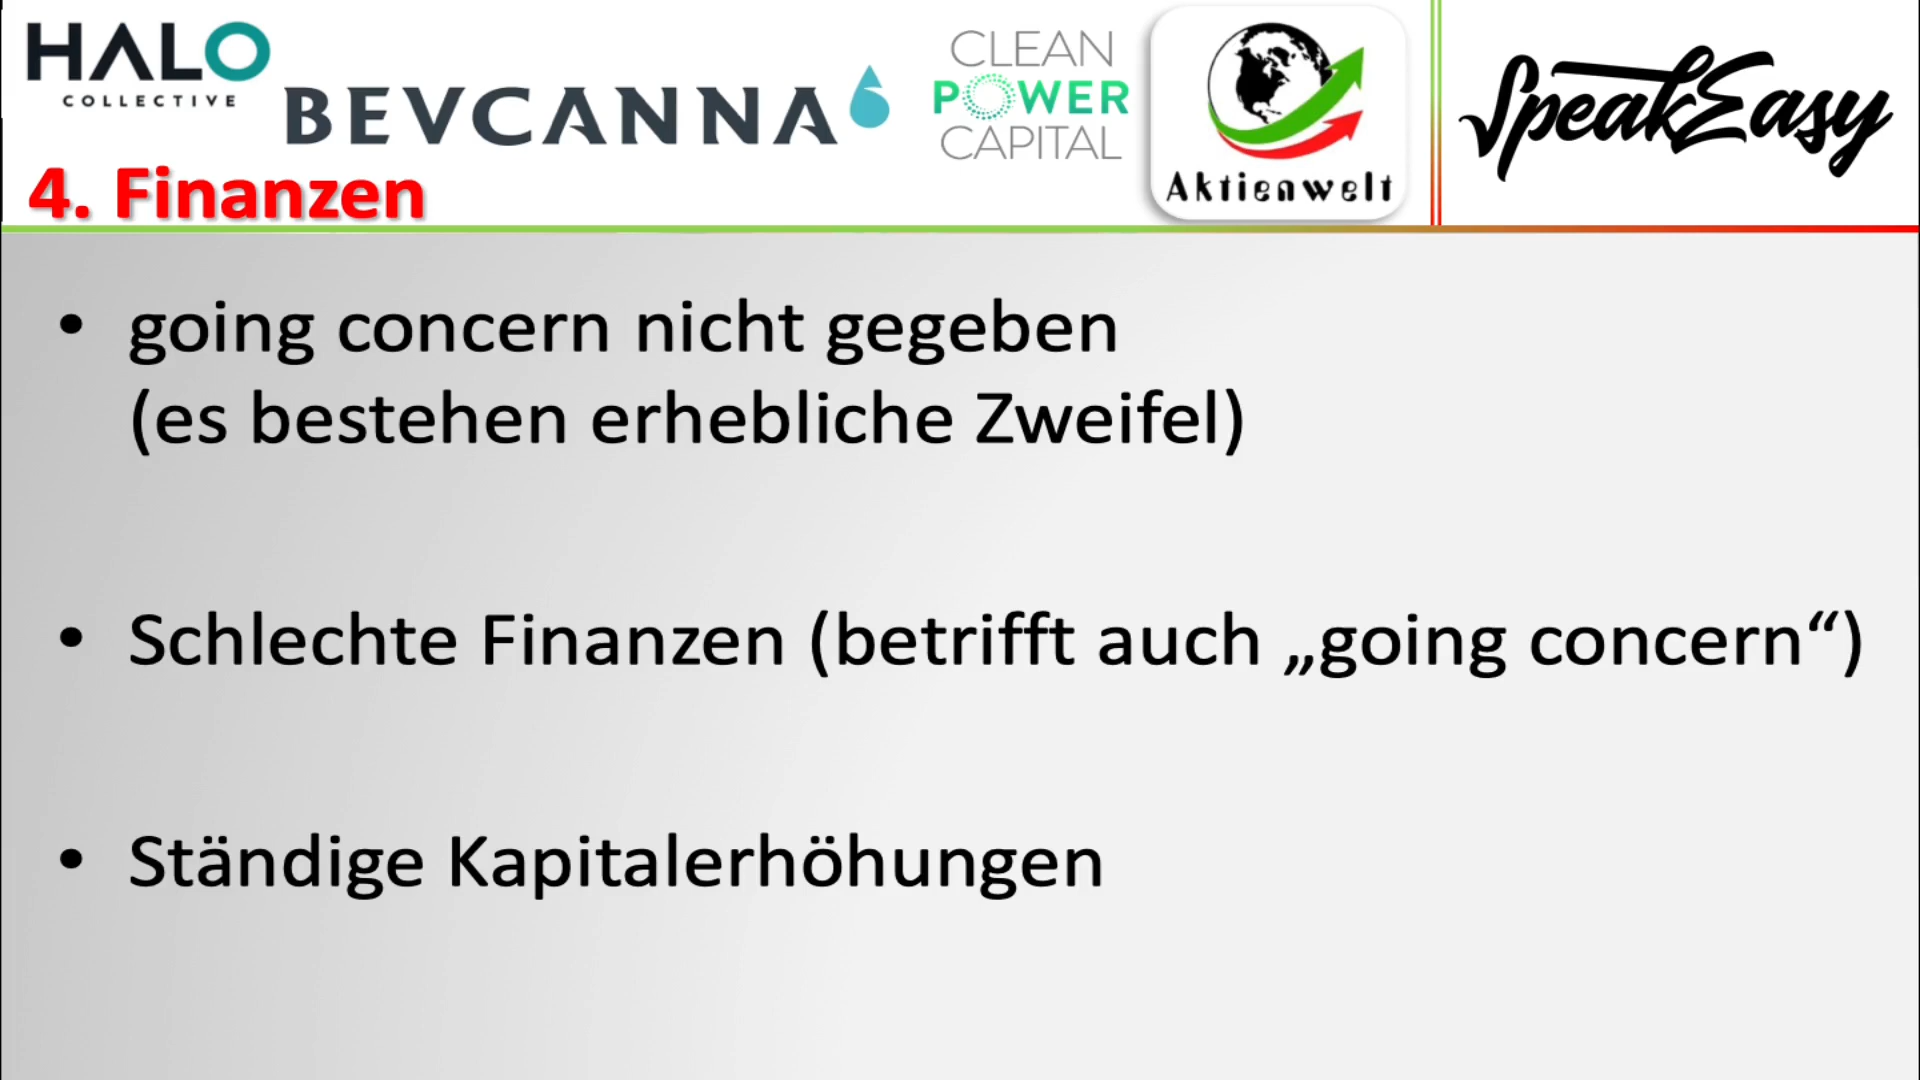 HALO
COLLECTIVE
BEVCANNA
CLEAN
POWER
CAPITAL
Aktienwelt
SpeakEasy
4. Finanzen
• going concern nicht gegeben
(es bestehen erhebliche Zweifel)
• Schlechte Finanzen (betrifft auch „going concern“)
• Ständige Kapitalerhöhungen